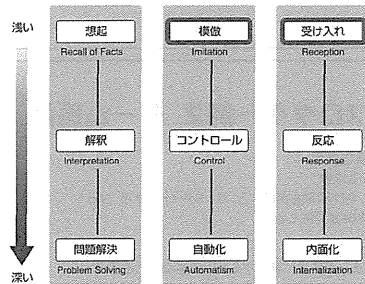 浅い
想起
模倣
受け入れ
Recall of Facts
Imitation
Reception
解釈
コントロール
反応
Interpretation
Control
Response
問題解決
自動化
内面化
深い
Problem Solving
Automatism
Internalization